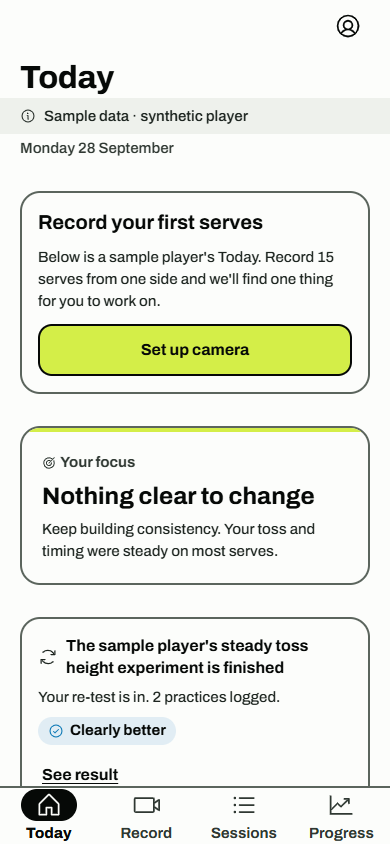 Today
Sample data · synthetic player
Monday 28 September
Record your first serves
Below is a sample player's Today. Record 15
serves from one side and we'll find one thing
for you to work on.
Set up camera
Your focus
Nothing clear to change
Keep building consistency. Your toss and
timing were steady on most serves.
The sample player's steady toss
height experiment is finished
Your re-test is in. 2 practices logged.
Clearly better
See result
Today
Record
Sessions
Progress